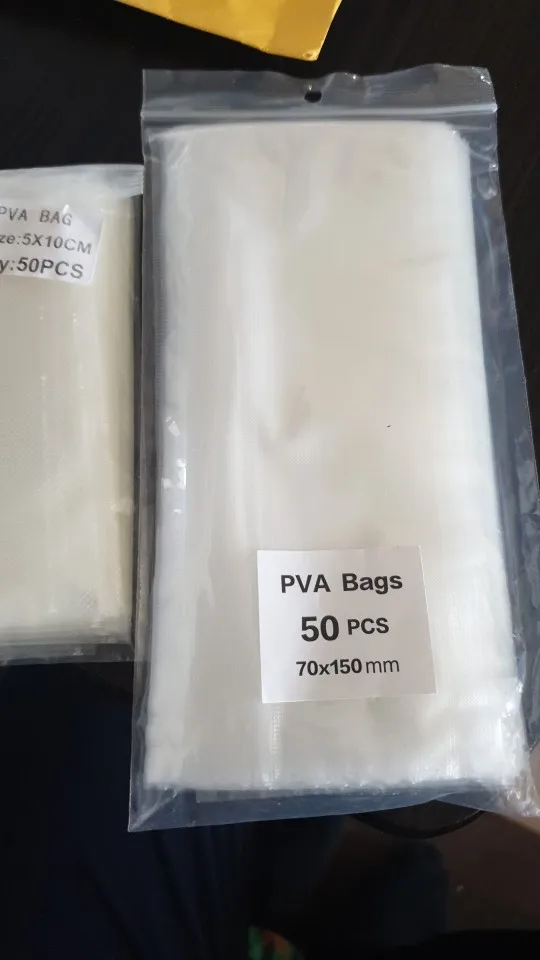 PVA BAG
ze:5X10CM
y:50PCS
PVA Bags
50 PCS
70x150mm